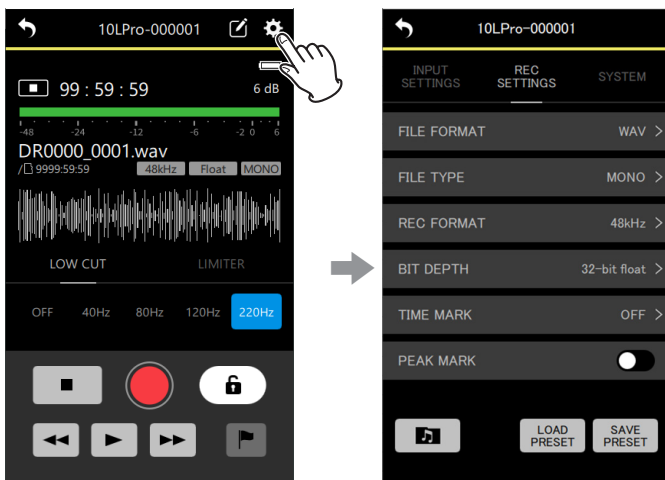 10LPro-000001
99 : 59 : 59
6 dB
-48 -24 -12 -6 -2 0 6
DR0000_0001.wav
/ 9999:59:59 48kHz Float MONO
LOW CUT LIMITER
OFF 40Hz 80Hz 120Hz 220Hz
10LPro-000001
INPUT SETTINGS
REC SETTINGS
SYSTEM
FILE FORMAT WAV >
FILE TYPE MONO >
REC FORMAT 48kHz >
BIT DEPTH 32-bit float >
TIME MARK OFF >
PEAK MARK
LOAD PRESET
SAVE PRESET